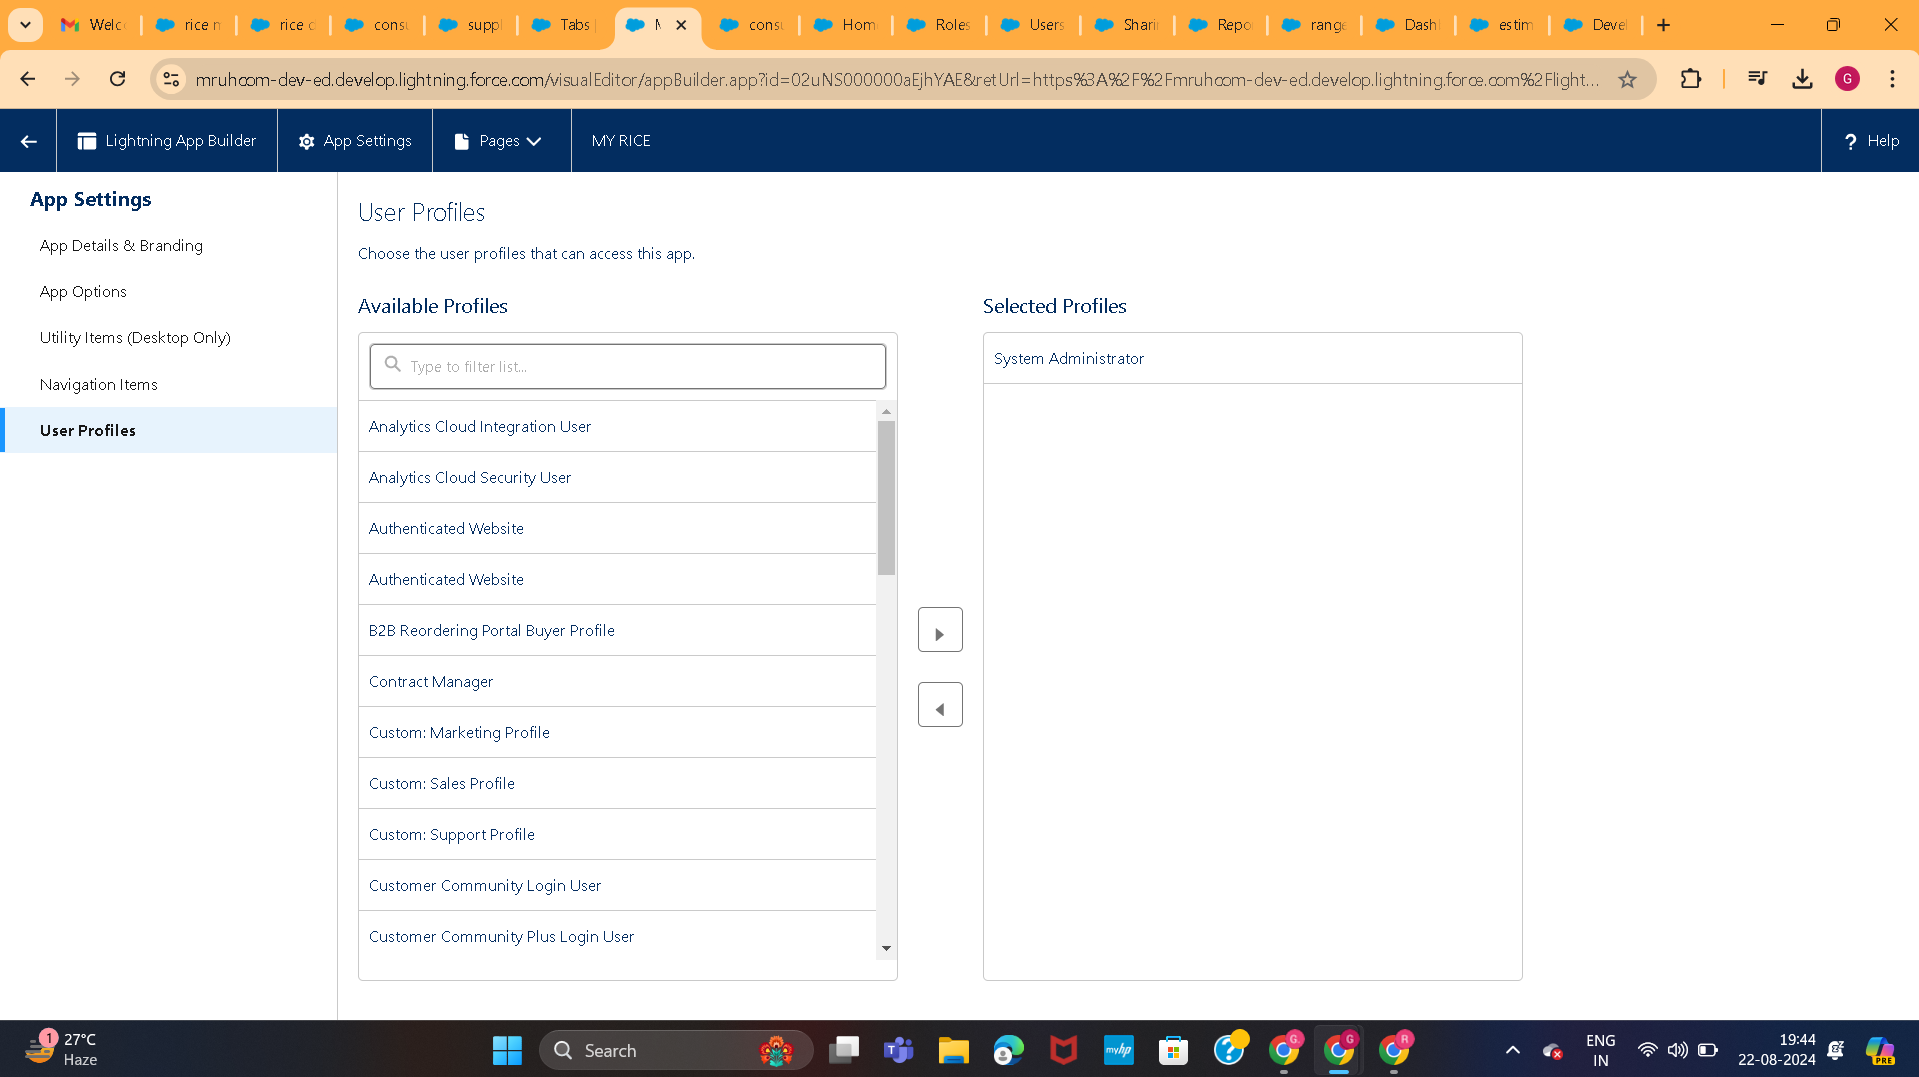 Welc
rice m
rice d
consu
suppl
Tabs
consu
Home
Roles
Users
Sharin
Repo
range
Dash
estim
Devel
mruhcom-dev-ed.develop.lightning.force.com/visualEditor/appBuilder.app?id=02uNS000000aEjhYAE&retUrl=https%3A%2F%2Fmruhcom-dev-ed.develop.lightning.force.com%2Flight...
G
Lightning App Builder
App Settings
Pages
MY RICE
? Help
App Settings
App Details & Branding
App Options
Utility Items (Desktop Only)
Navigation Items
User Profiles
User Profiles
Choose the user profiles that can access this app.
Available Profiles
Type to filter list...
Analytics Cloud Integration User
Analytics Cloud Security User
Authenticated Website
Authenticated Website
B2B Reordering Portal Buyer Profile
Contract Manager
Custom: Marketing Profile
Custom: Sales Profile
Custom: Support Profile
Customer Community Login User
Customer Community Plus Login User
Selected Profiles
System Administrator
1
27°C
Haze
Search
myhp
G
G
R
ENG
IN
19:44
22-08-2024
PRE